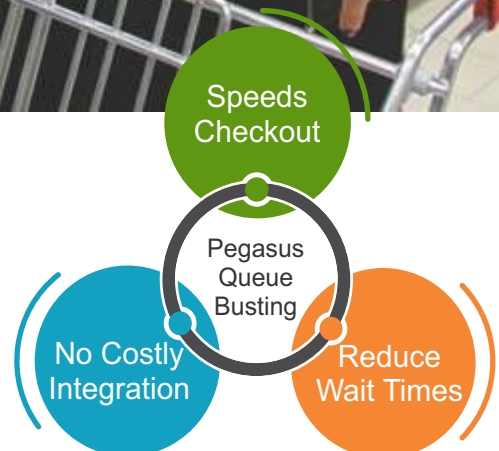 Speeds
Checkout
Pegasus
Queue
Busting
No Costly
Integration
Reduce
Wait Times